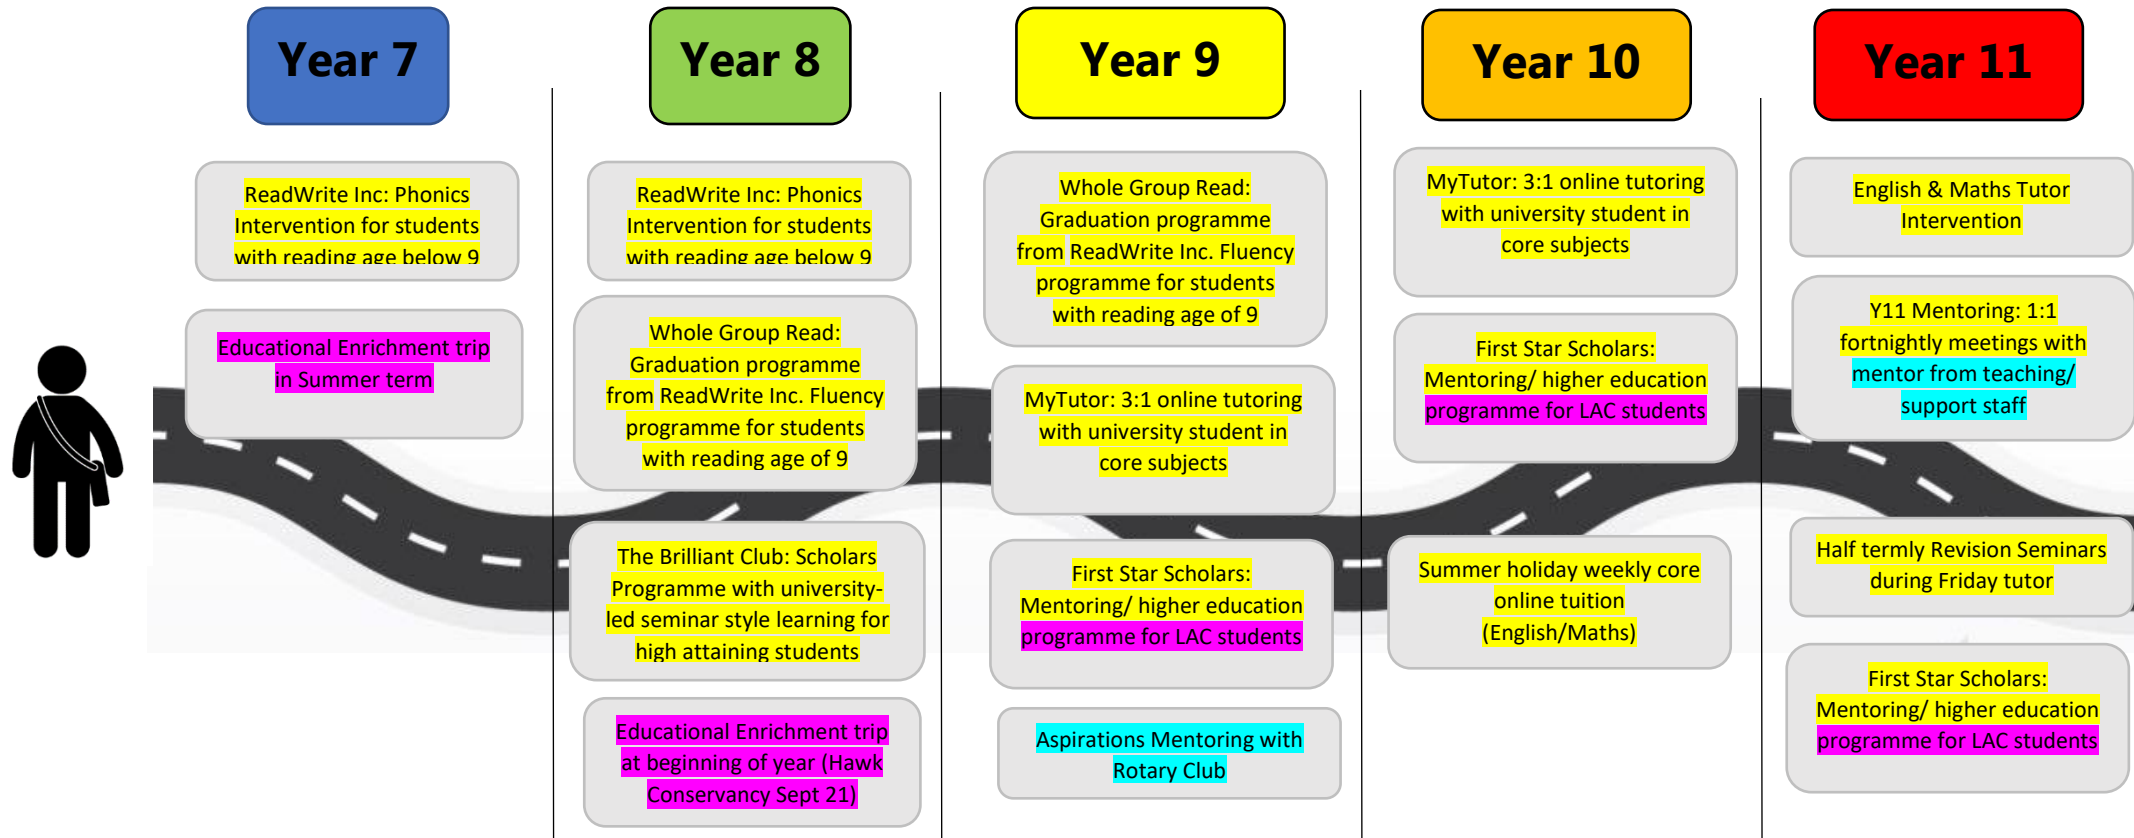 Year 7
ReadWrite Inc: Phonics
Intervention for students
with reading age below 9
Educational Enrichment trip
in Summer term
Year 8
ReadWrite Inc: Phonics
Intervention for students
with reading age below 9
Whole Group Read:
Graduation programme
from ReadWrite Inc. Fluency
programme for students
with reading age of 9
The Brilliant Club: Scholars
Programme with university-
led seminar style learning for
high attaining students
Educational Enrichment trip
at beginning of year (Hawk
Conservancy Sept 21)
Year 9
Whole Group Read:
Graduation programme
from ReadWrite Inc. Fluency
programme for students
with reading age of 9
MyTutor: 3:1 online tutoring
with university student in
core subjects
First Star Scholars:
Mentoring/ higher education
programme for LAC students
Aspirations Mentoring with
Rotary Club
Year 10
MyTutor: 3:1 online tutoring
with university student in
core subjects
First Star Scholars:
Mentoring/ higher education
programme for LAC students
Summer holiday weekly core
online tuition
(English/Maths)
Year 11
English & Maths Tutor
Intervention
Y11 Mentoring: 1:1
fortnightly meetings with
mentor from teaching/
support staff
Half termly Revision Seminars
during Friday tutor
First Star Scholars:
Mentoring/ higher education
programme for LAC students